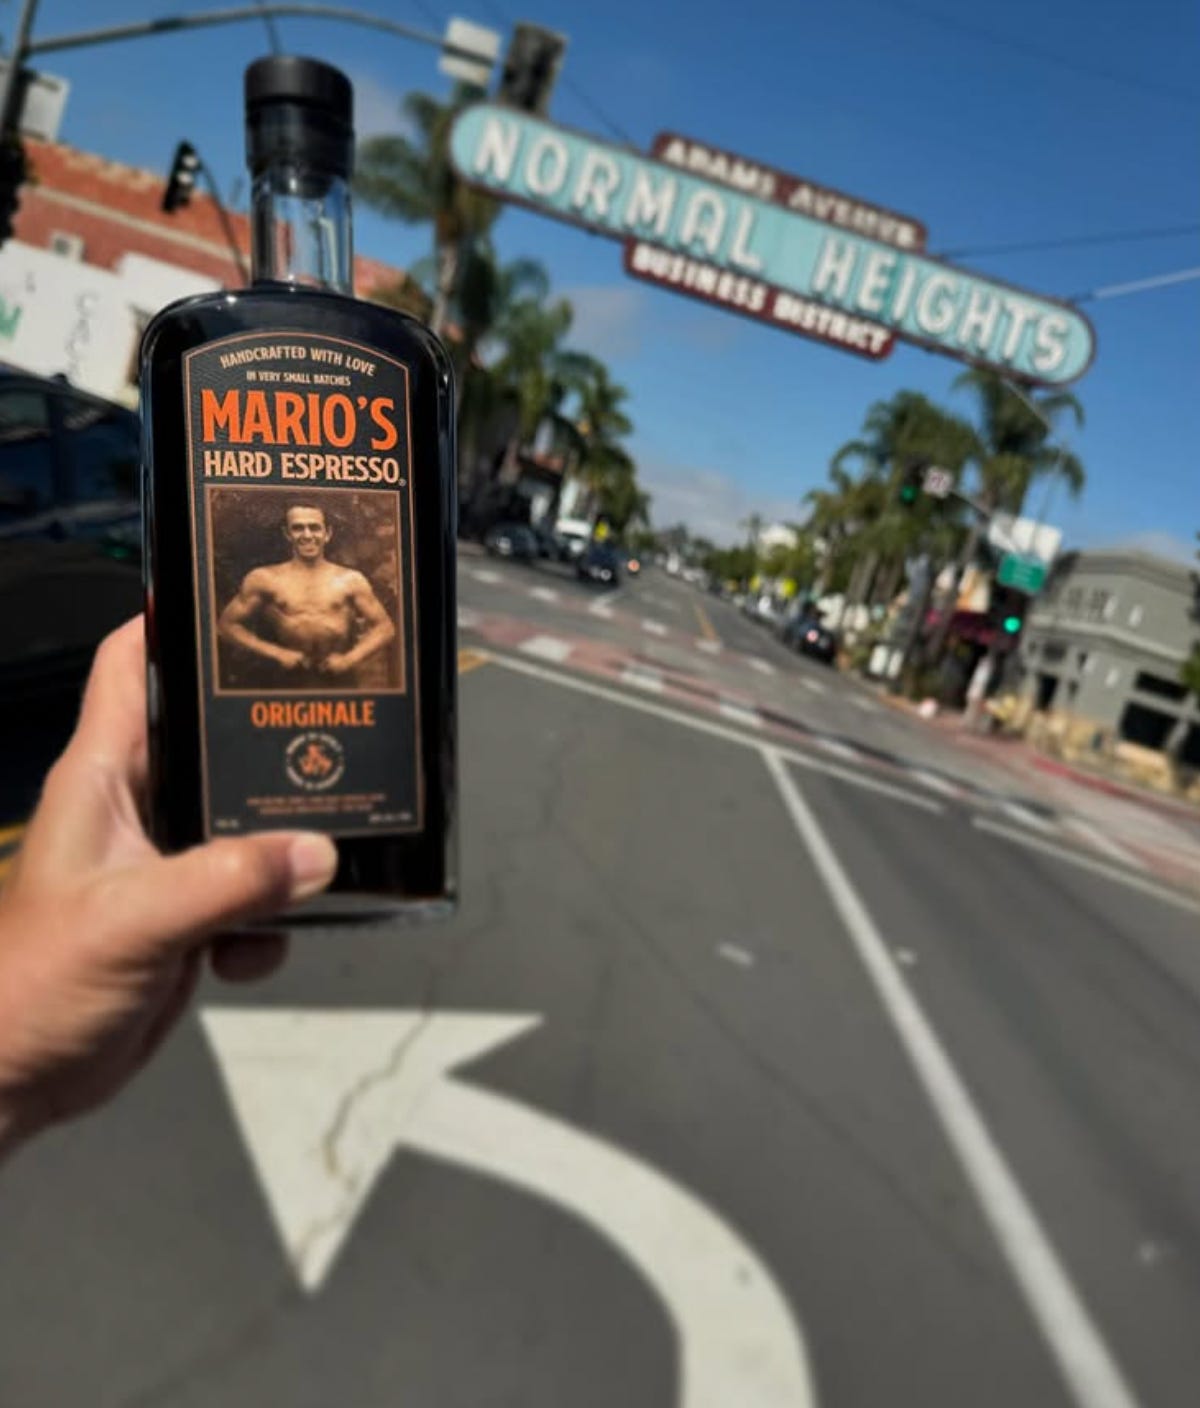 HANDCRAFTED WITH LOVE
IN VERY SMALL BATCHES
MARIO'S
HARD ESPRESSO®
ORIGINALE
ADAMS AVENUE
NORMAL HEIGHTS
BUSINESS DISTRICT